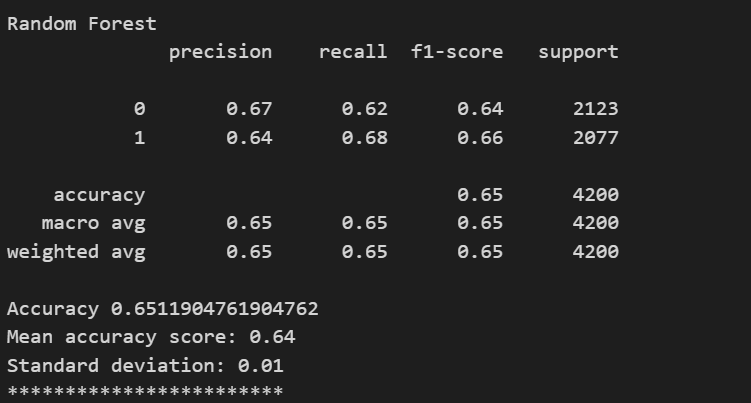 Random Forest
precision recall f1-score support
0 0.67 0.62 0.64 2123
1 0.64 0.68 0.66 2077
accuracy 0.65 4200
macro avg 0.65 0.65 0.65 4200
weighted avg 0.65 0.65 0.65 4200
Accuracy 0.6511904761904762
Mean accuracy score: 0.64
Standard deviation: 0.01
************************